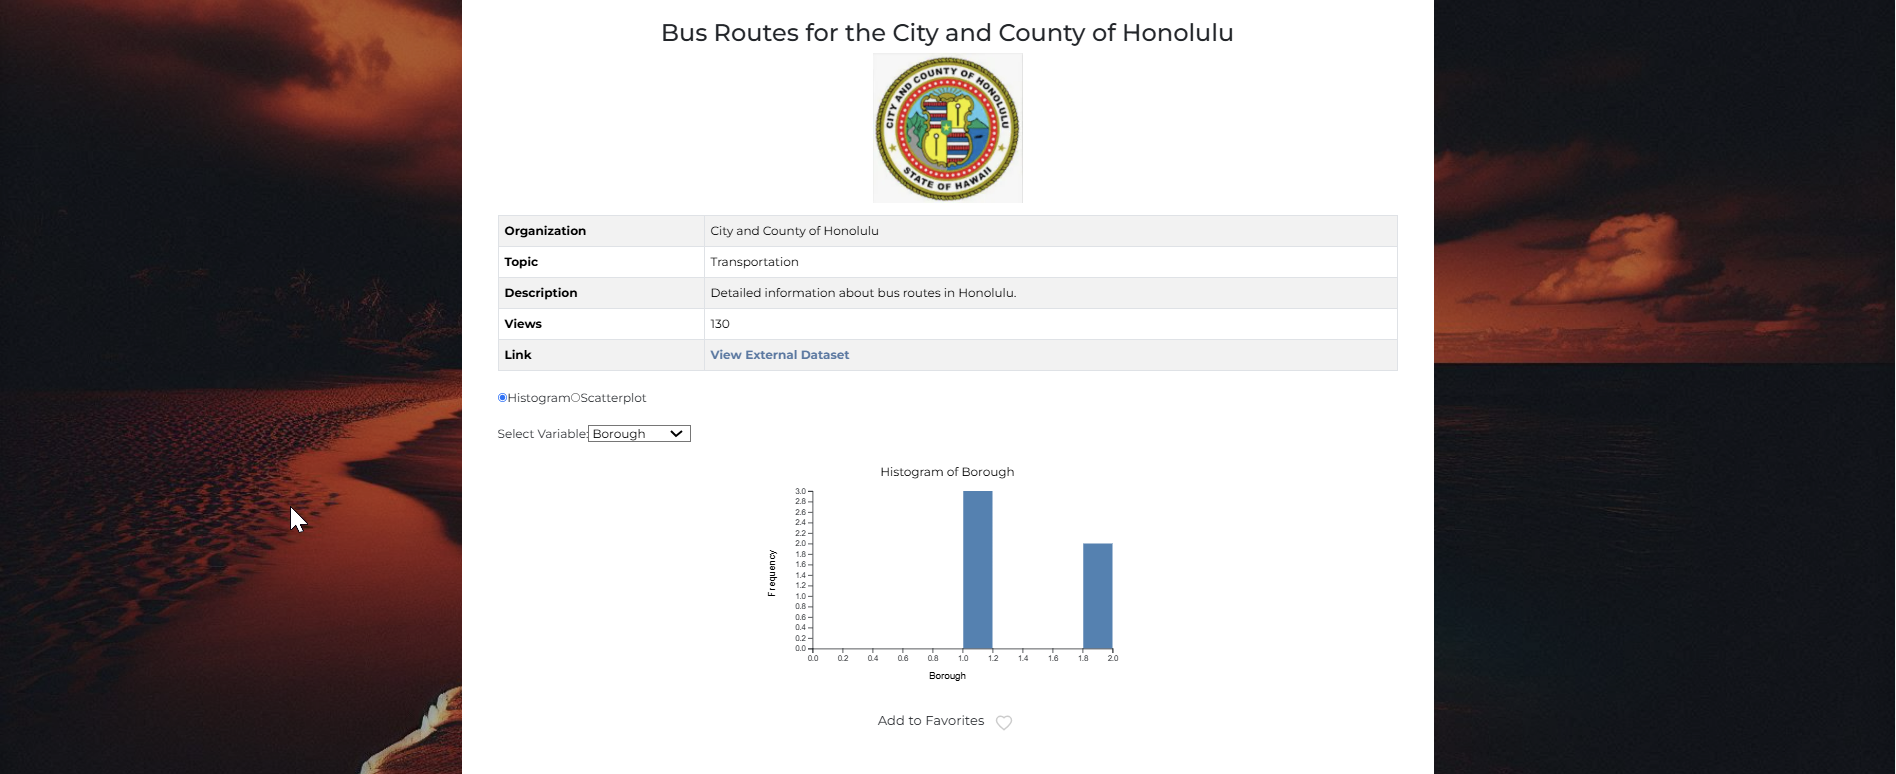 Bus Routes for the City and County of Honolulu
CITY AND COUNTY OF HONOLULU
STATE OF HAWAII
Organization City and County of Honolulu
Topic Transportation
Description Detailed information about bus routes in Honolulu.
Views 130
Link View External Dataset
Histogram Scatterplot
Select Variable: Borough
Histogram of Borough
3.0
2.8
2.6
2.4
2.2
2.0
1.8
1.6
1.4
1.2
1.0
0.8
0.6
0.4
0.2
0.0
Frequency
0.0 0.2 0.4 0.6 0.8 1.0 1.2 1.4 1.6 1.8 2.0
Borough
Add to Favorites